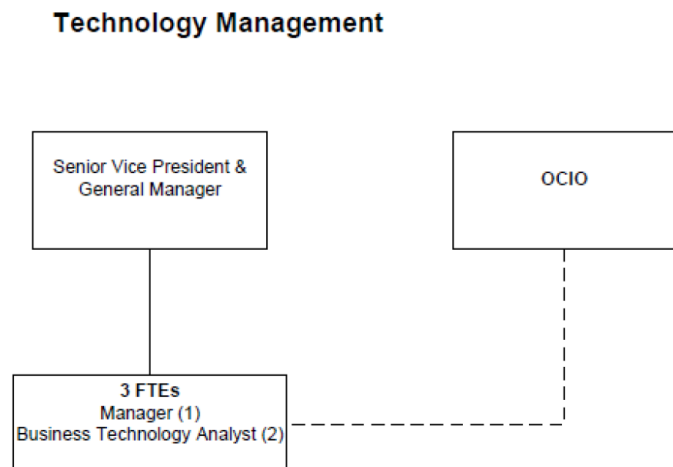 Technology Management
Senior Vice President &
General Manager
OCIO
3 FTEs
Manager (1)
Business Technology Analyst (2)